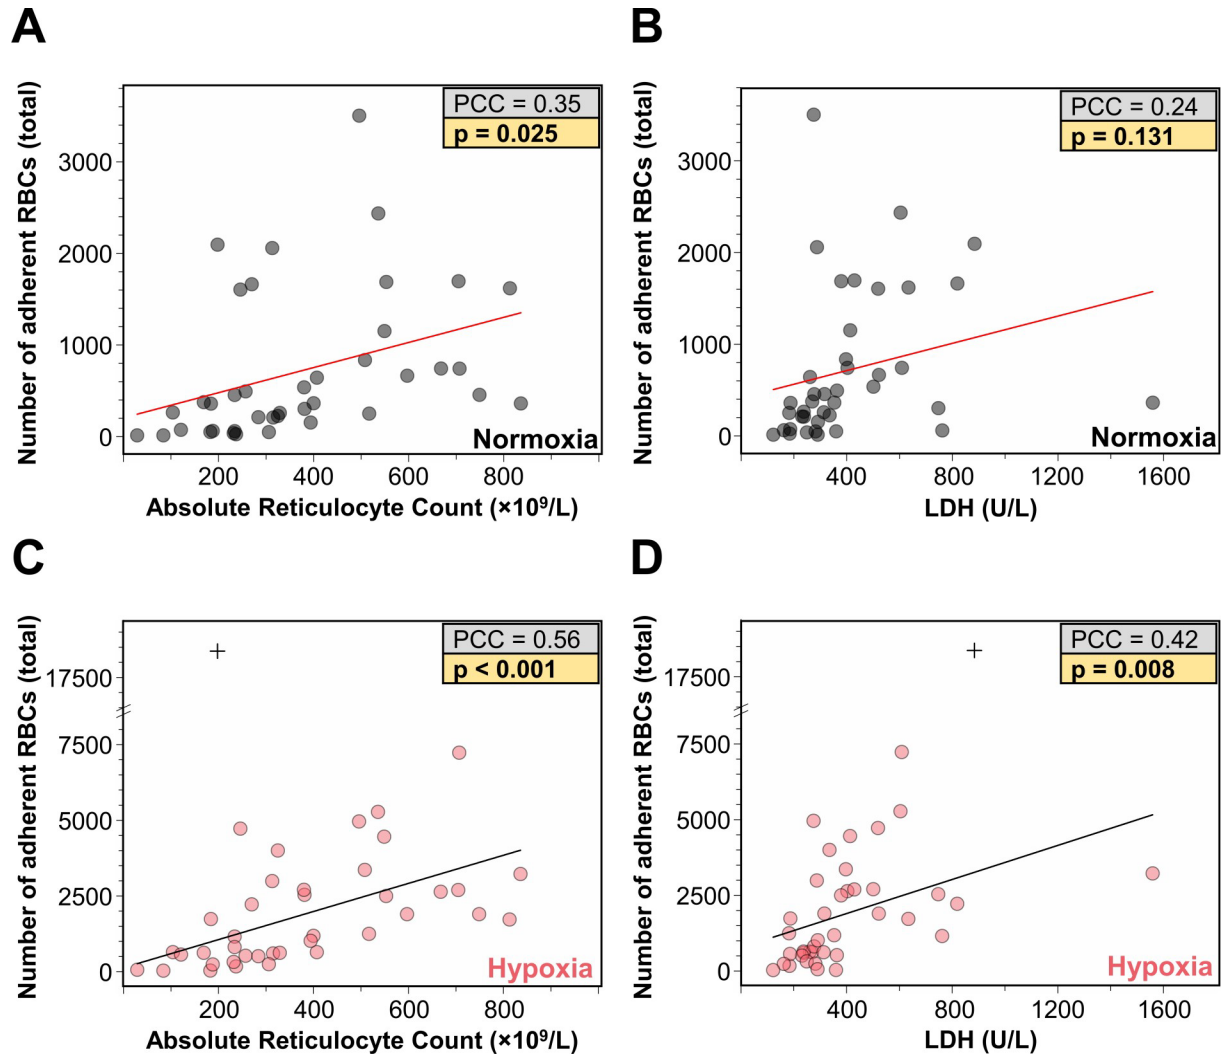 A
Number of adherent RBCs (total)
3000
2000
1000
0
PCC = 0.35
p = 0.025
Normoxia
200
400
600
800
Absolute Reticulocyte Count (×10⁹/L)
B
Number of adherent RBCs (total)
3000
2000
1000
0
PCC = 0.24
p = 0.131
Normoxia
400
800
1200
1600
LDH (U/L)
C
Number of adherent RBCs (total)
17500
7500
5000
2500
0
PCC = 0.56
p < 0.001
Hypoxia
200
400
600
800
Absolute Reticulocyte Count (×10⁹/L)
D
Number of adherent RBCs (total)
17500
7500
5000
2500
0
PCC = 0.42
p = 0.008
Hypoxia
400
800
1200
1600
LDH (U/L)